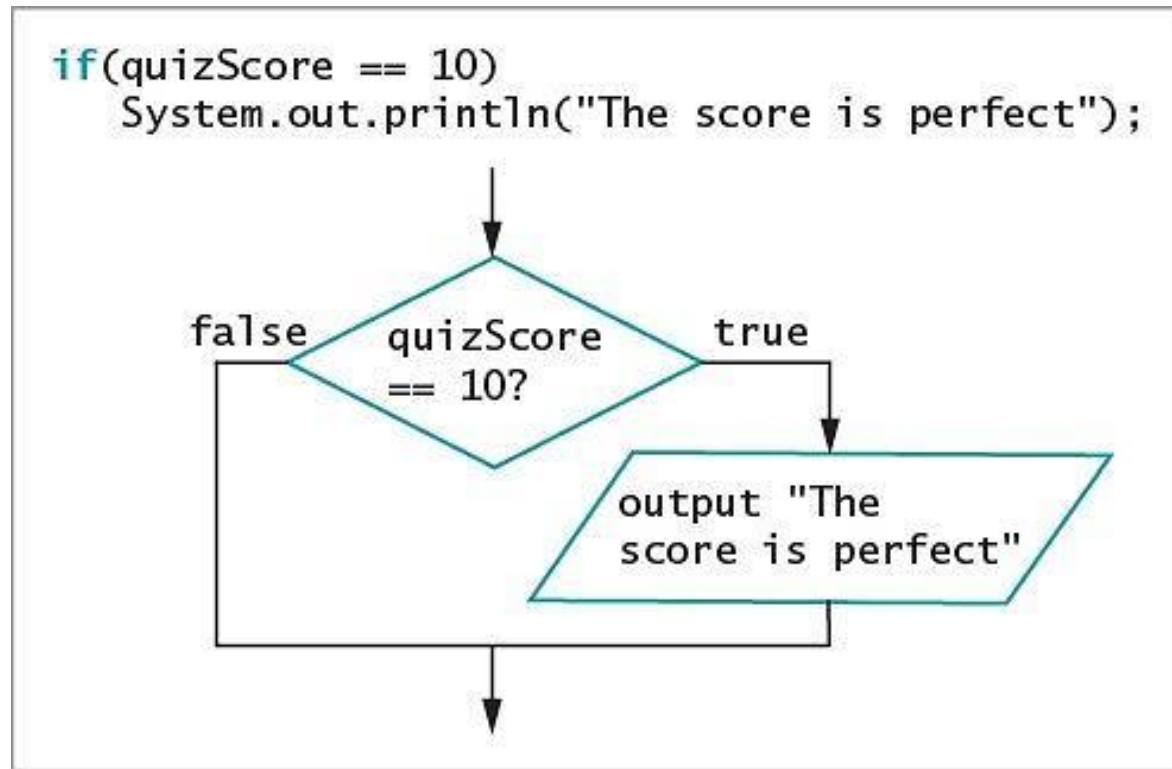 if(quizScore == 10)
System.out.println("The score is perfect");
false
quizScore
== 10?
true
output "The
score is perfect"